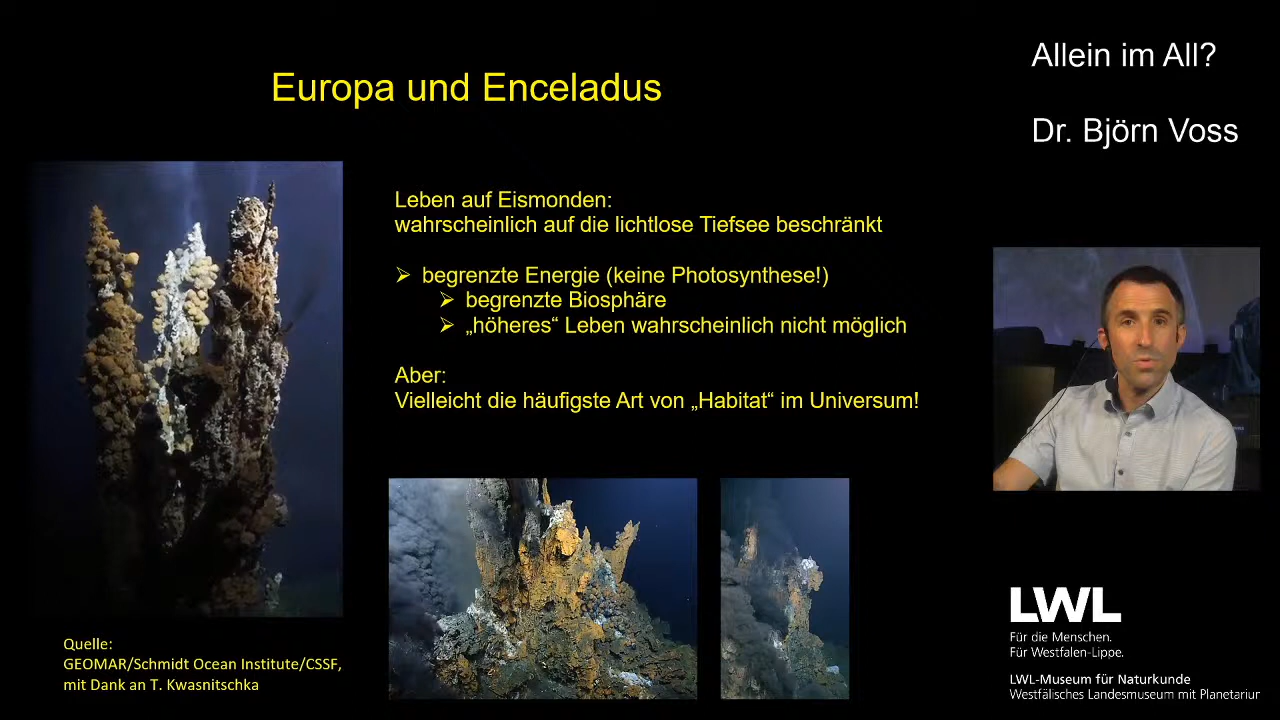 Europa und Enceladus
Allein im All?
Dr. Björn Voss
Leben auf Eismonden:
wahrscheinlich auf die lichtlose Tiefsee beschränkt
➢ begrenzte Energie (keine Photosynthese!)
➢ begrenzte Biosphäre
➢ „höheres“ Leben wahrscheinlich nicht möglich
Aber:
Vielleicht die häufigste Art von „Habitat“ im Universum!
Quelle:
GEOMAR/Schmidt Ocean Institute/CSSF,
mit Dank an T. Kwasnitschka
LWL
Für die Menschen.
Für Westfalen-Lippe.
LWL-Museum für Naturkunde
Westfälisches Landesmuseum mit Planetariur